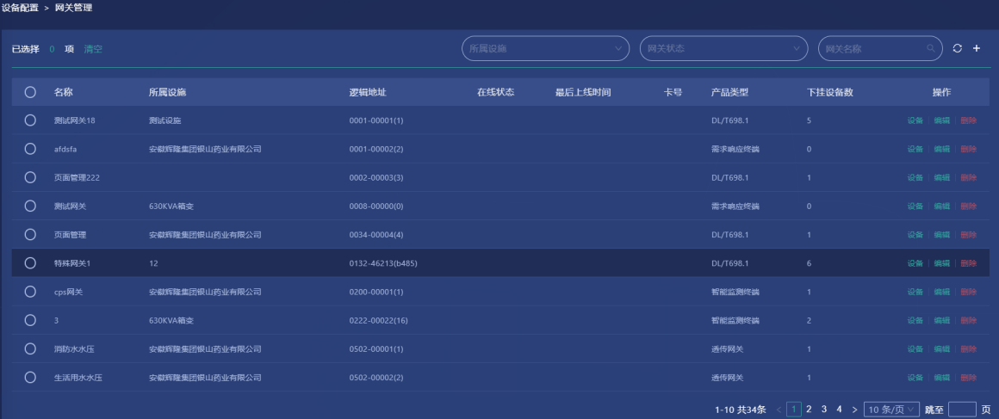 设备配置 > 网关管理
已选择 0 项 清空 所属设施 网关状态 网关名称
名称 所属设施 逻辑地址 在线状态 最后上线时间 卡号 产品类型 下挂设备数 操作
测试网关18 测试设施 0001-00001(1) DL/T698.1 5 设备 编辑 删除
afdsfa 安徽辉隆集团银山药业有限公司 0001-00002(2) 需求响应终端 0 设备 编辑 删除
页面管理222 0002-00003(3) DL/T698.1 1 设备 编辑 删除
测试网关 630KVA箱变 0008-00000(0) 需求响应终端 0 设备 编辑 删除
页面管理 安徽辉隆集团银山药业有限公司 0034-00004(4) DL/T698.1 1 设备 编辑 删除
特殊网关1 12 0132-46213(b485) DL/T698.1 6 设备 编辑 删除
cps网关 安徽辉隆集团银山药业有限公司 0200-00001(1) 智能监测终端 1 设备 编辑 删除
3 630KVA箱变 0222-00022(16) 智能监测终端 2 设备 编辑 删除
消防水水压 安徽辉隆集团银山药业有限公司 0502-00001(1) 透传网关 1 设备 编辑 删除
生活用水水压 安徽辉隆集团银山药业有限公司 0502-00002(2) 透传网关 1 设备 编辑 删除
1-10 共34条 < 1 2 3 4 > 10 条/页 跳至 页